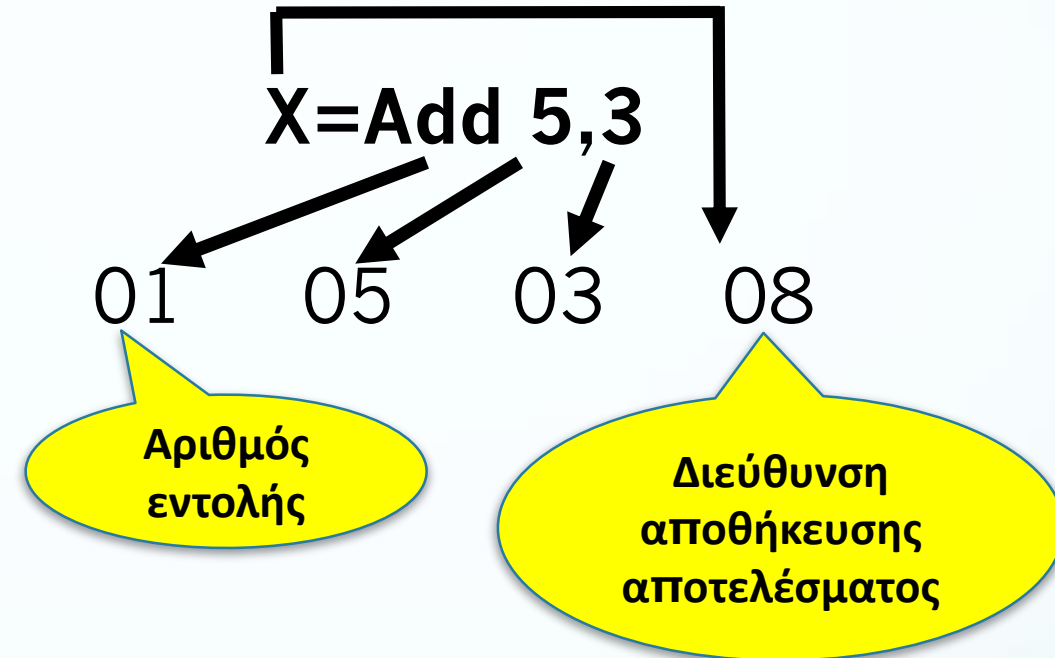 X=Add 5,3
01 05 03 08
Αριθμός
εντολής
Διεύθυνση
αποθήκευσης
αποτελέσματος